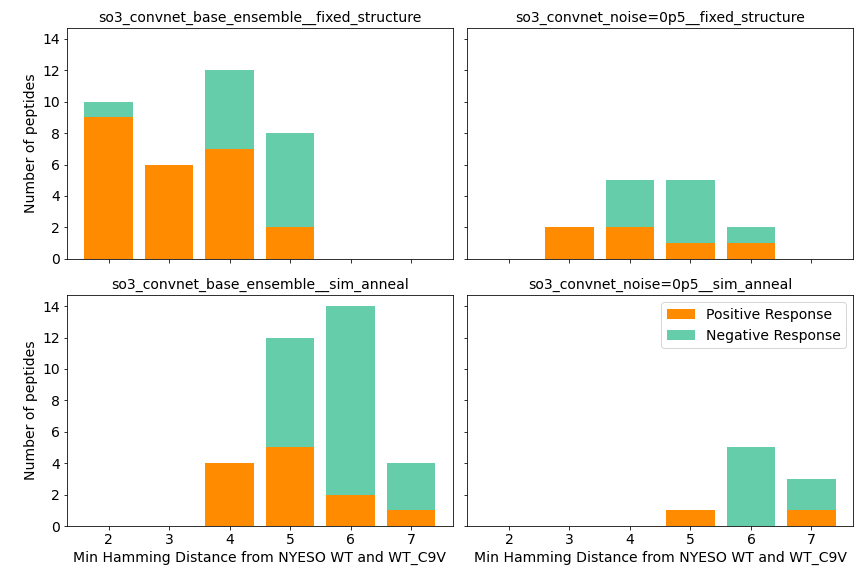 so3_convnet_base_ensemble__fixed_structure
so3_convnet_noise=0p5__fixed_structure
14
12
10
8
6
4
2
0
Number of peptides
so3_convnet_base_ensemble__sim_anneal
so3_convnet_noise=0p5__sim_anneal
14
12
10
8
6
4
2
0
Number of peptides
Positive Response
Negative Response
2 3 4 5 6 7
2 3 4 5 6 7
Min Hamming Distance from NYESO WT and WT_C9V
Min Hamming Distance from NYESO WT and WT_C9V